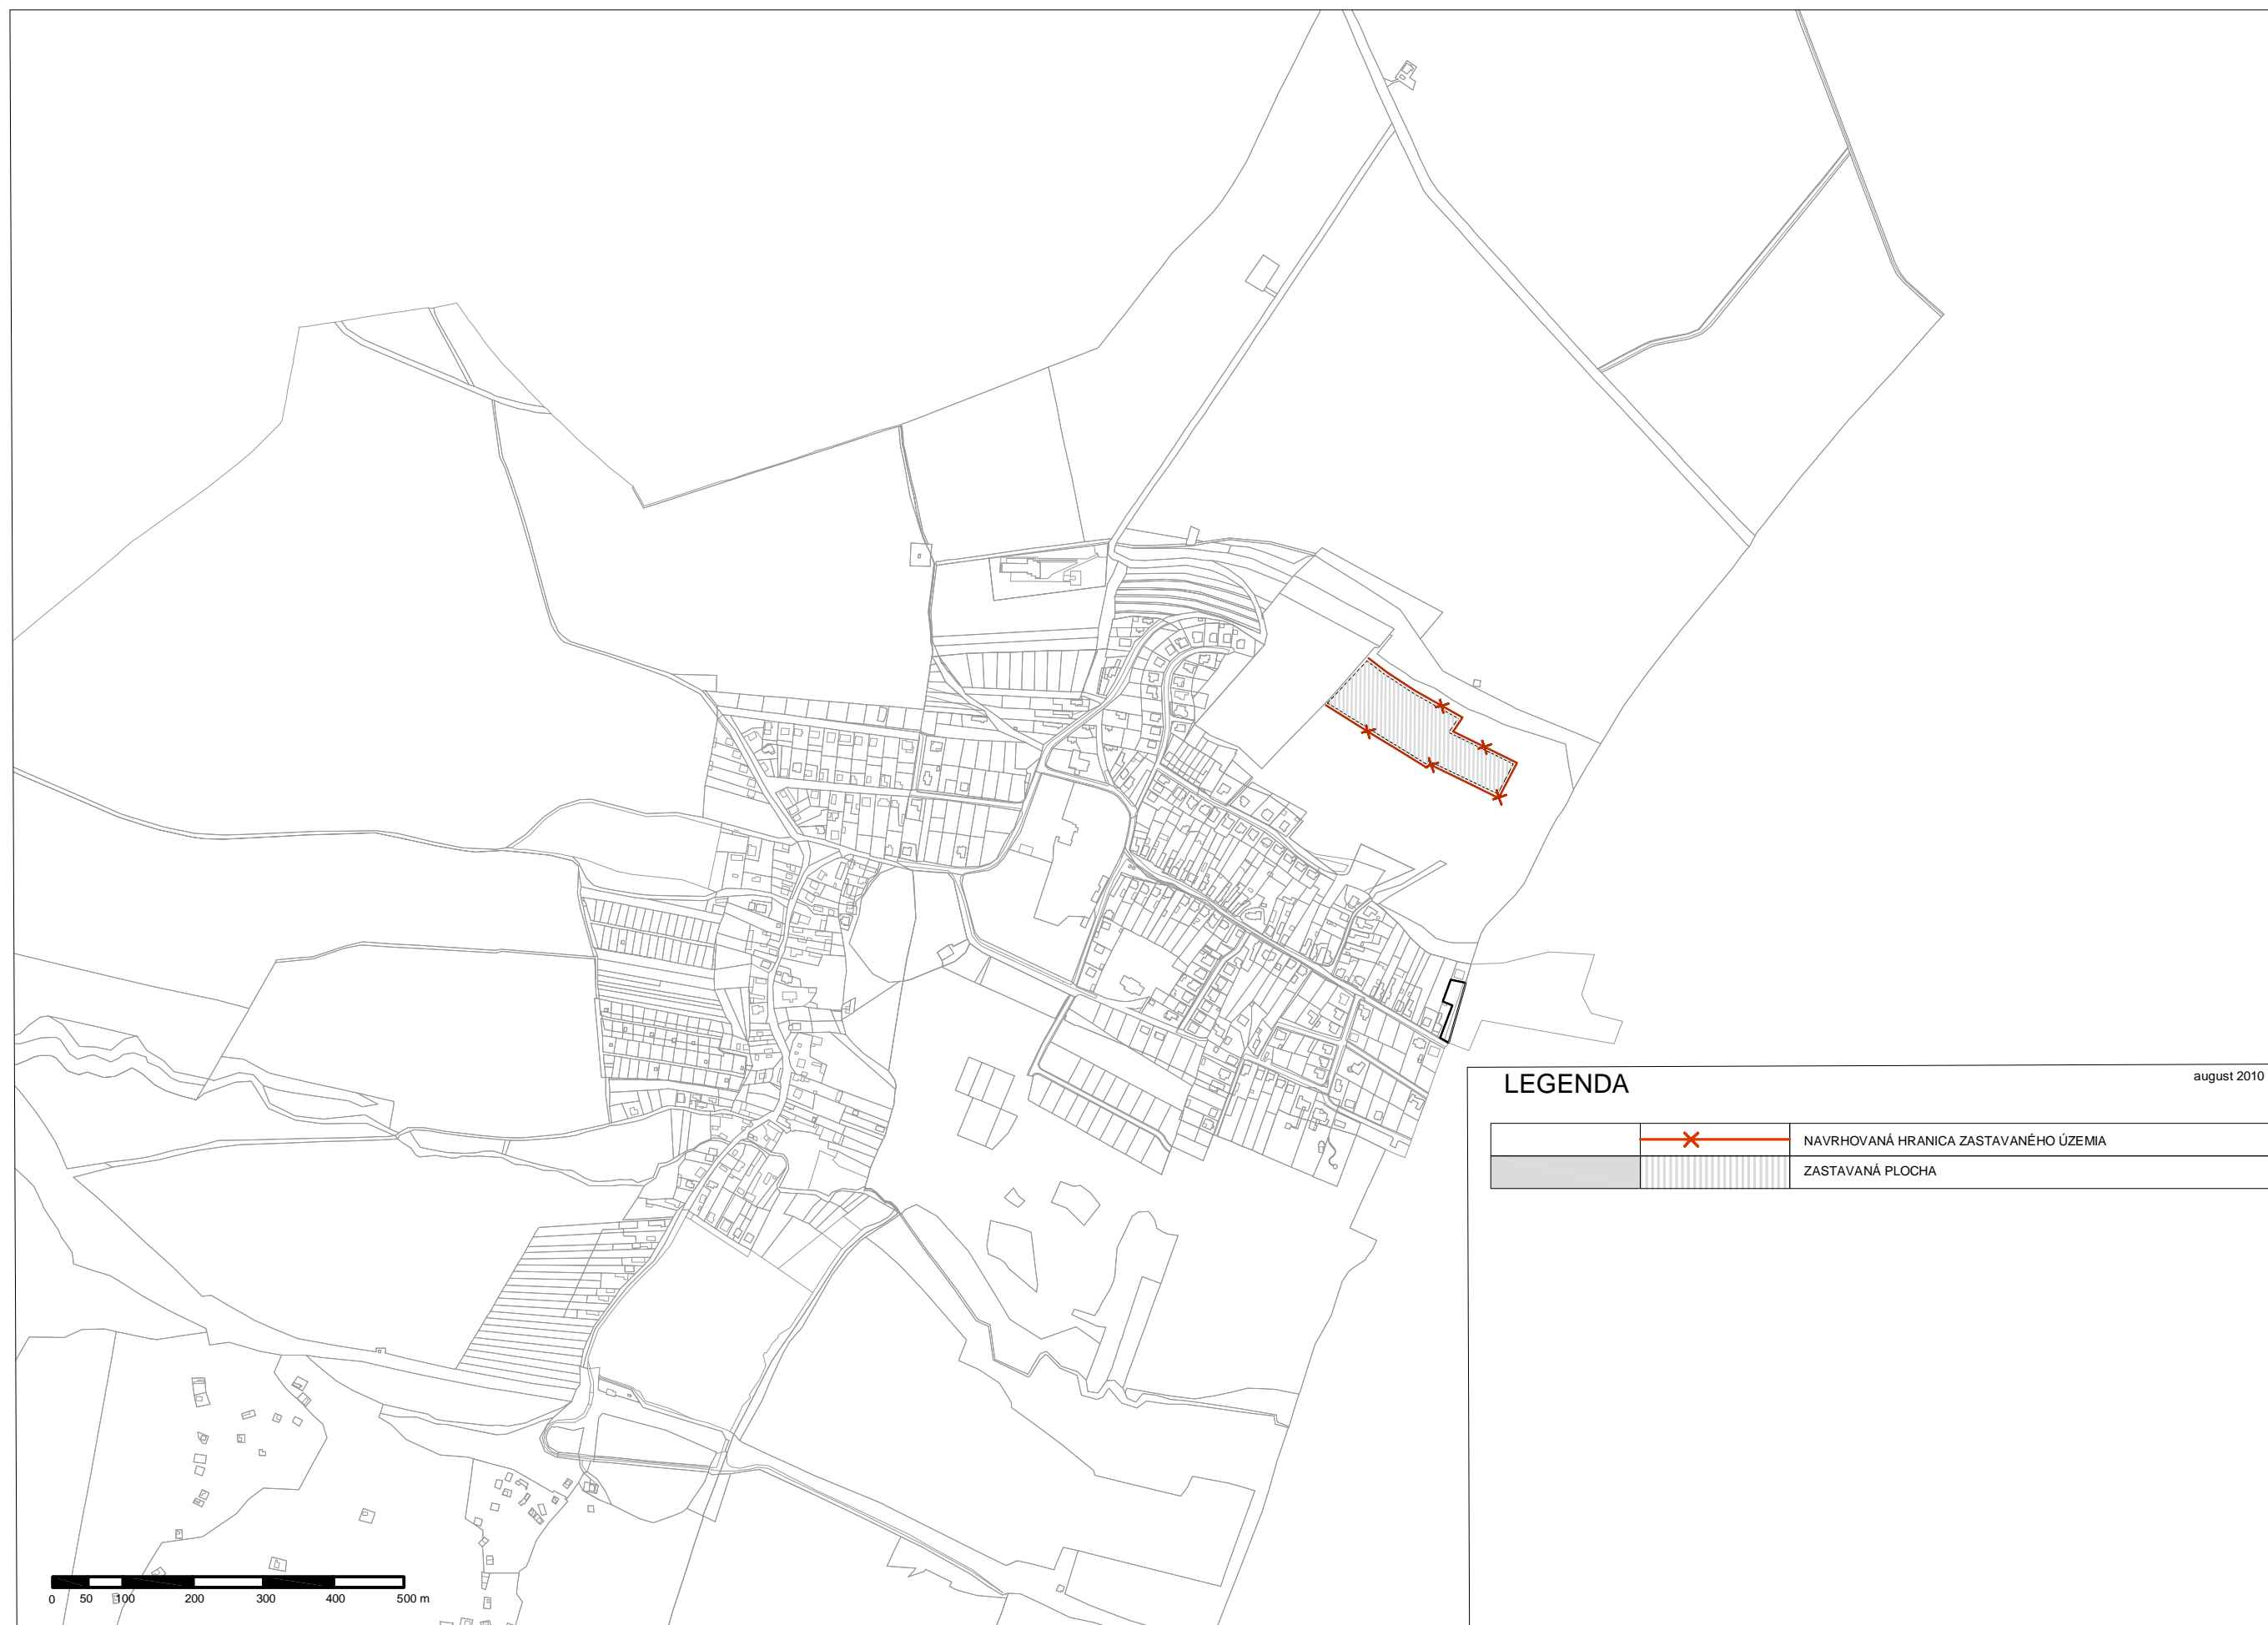 LEGENDA
august 2010
NAVRHOVANÁ HRANICA ZASTAVANÉHO ÚZEMIA
ZASTAVANÁ PLOCHA
0 50 100 200 300 400 500 m